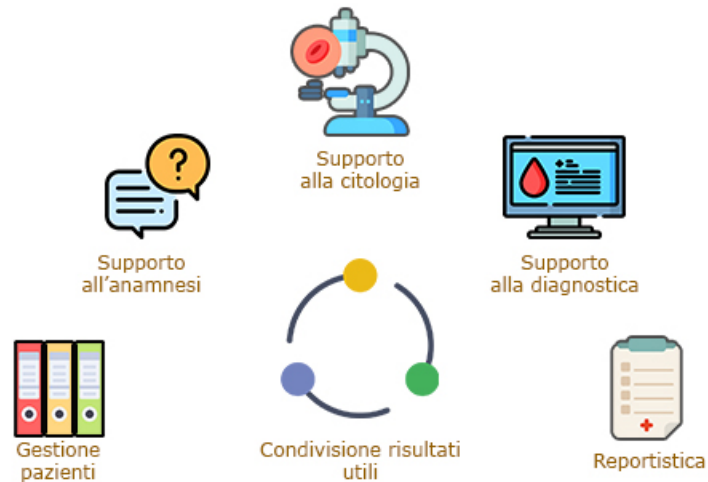 Supporto
alla citologia
?
Supporto
all'anamnesi
Supporto
alla diagnostica
Gestione
pazienti
Condivisione risultati
utili
Reportistica